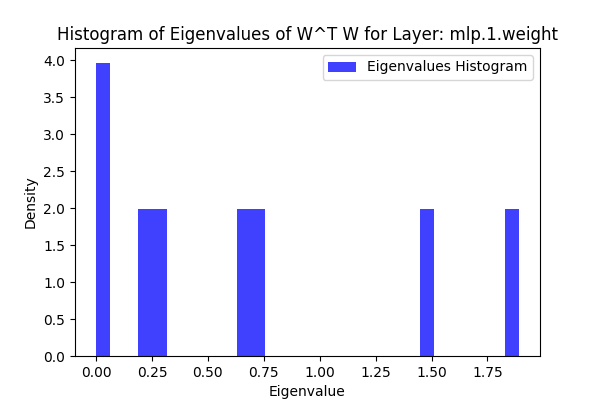 Histogram of Eigenvalues of W^T W for Layer: mlp.1.weight
Eigenvalues Histogram
4.0
3.5
3.0
2.5
2.0
1.5
1.0
0.5
0.0
Density
0.00 0.25 0.50 0.75 1.00 1.25 1.50 1.75
Eigenvalue